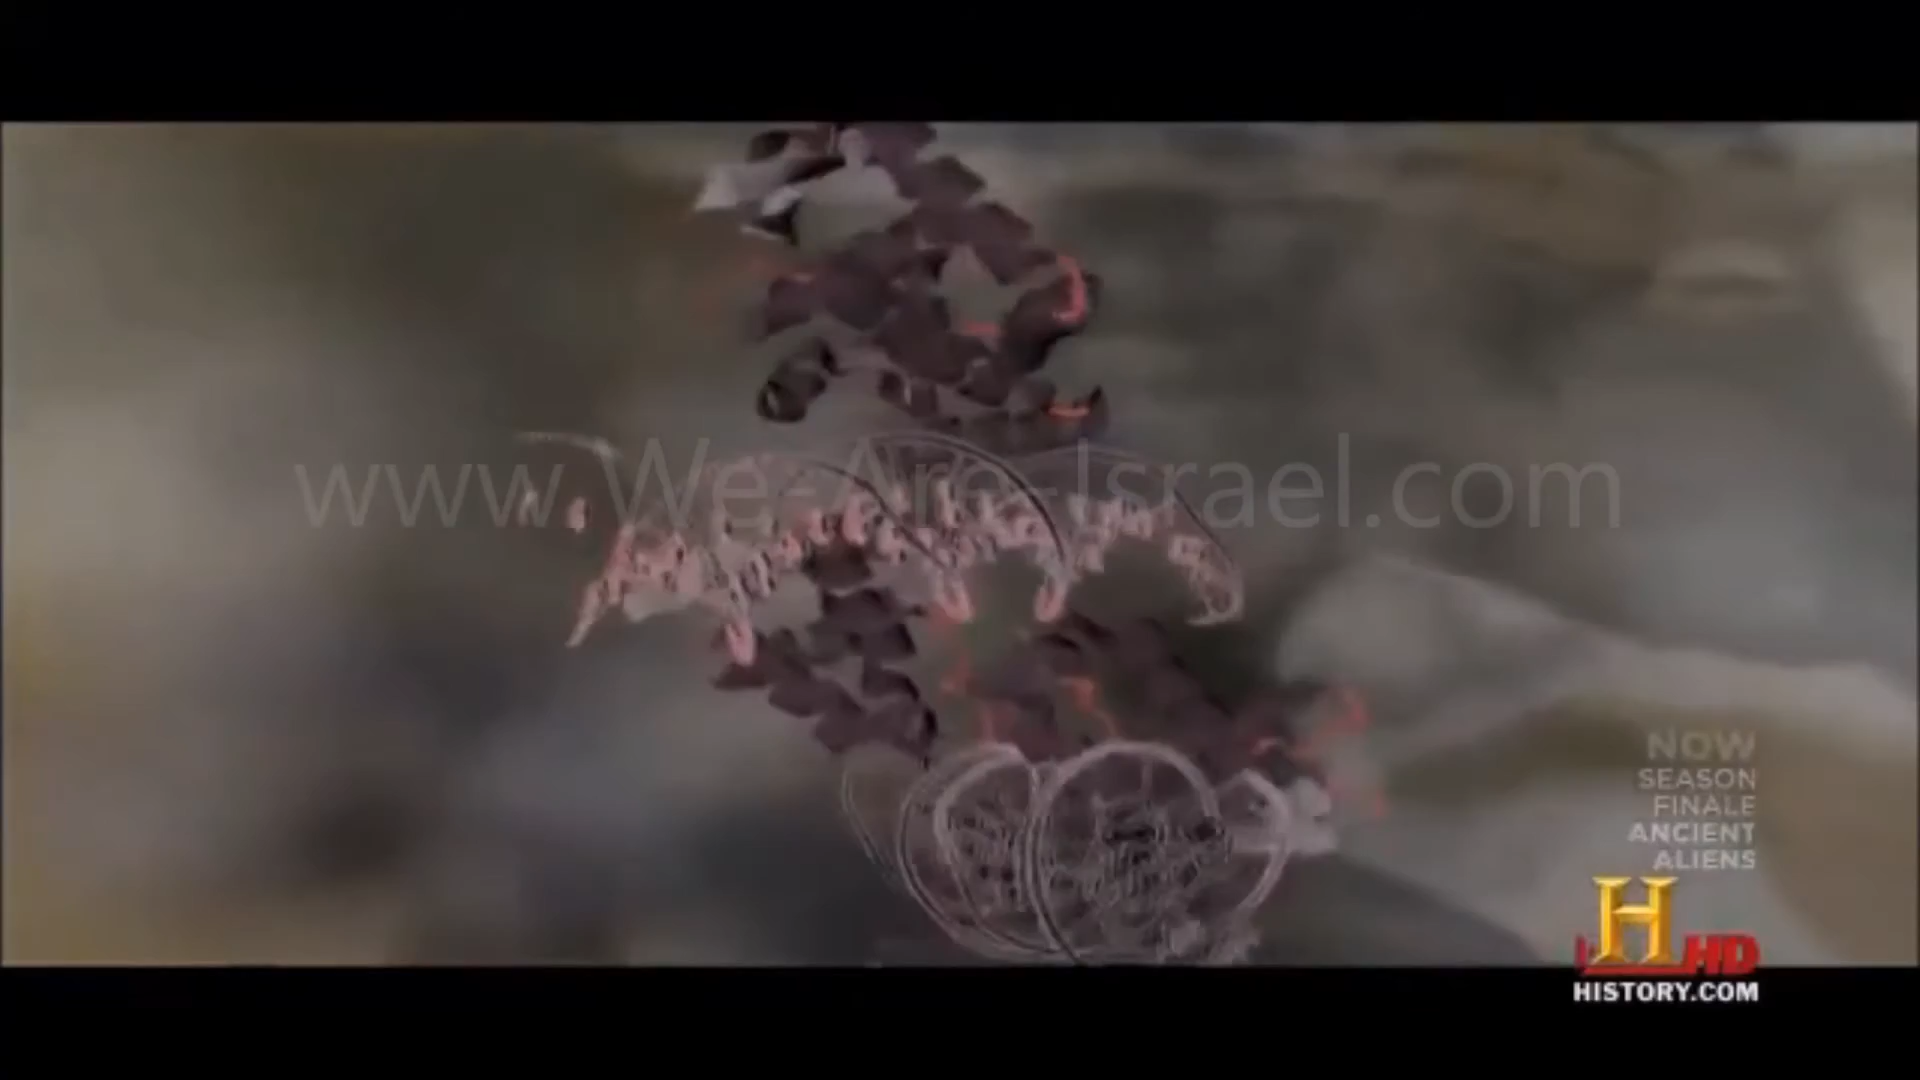 www.We-Are-Israel.com
NOW
SEASON
FINALE
ANCIENT
ALIENS
H HD
HISTORY.COM